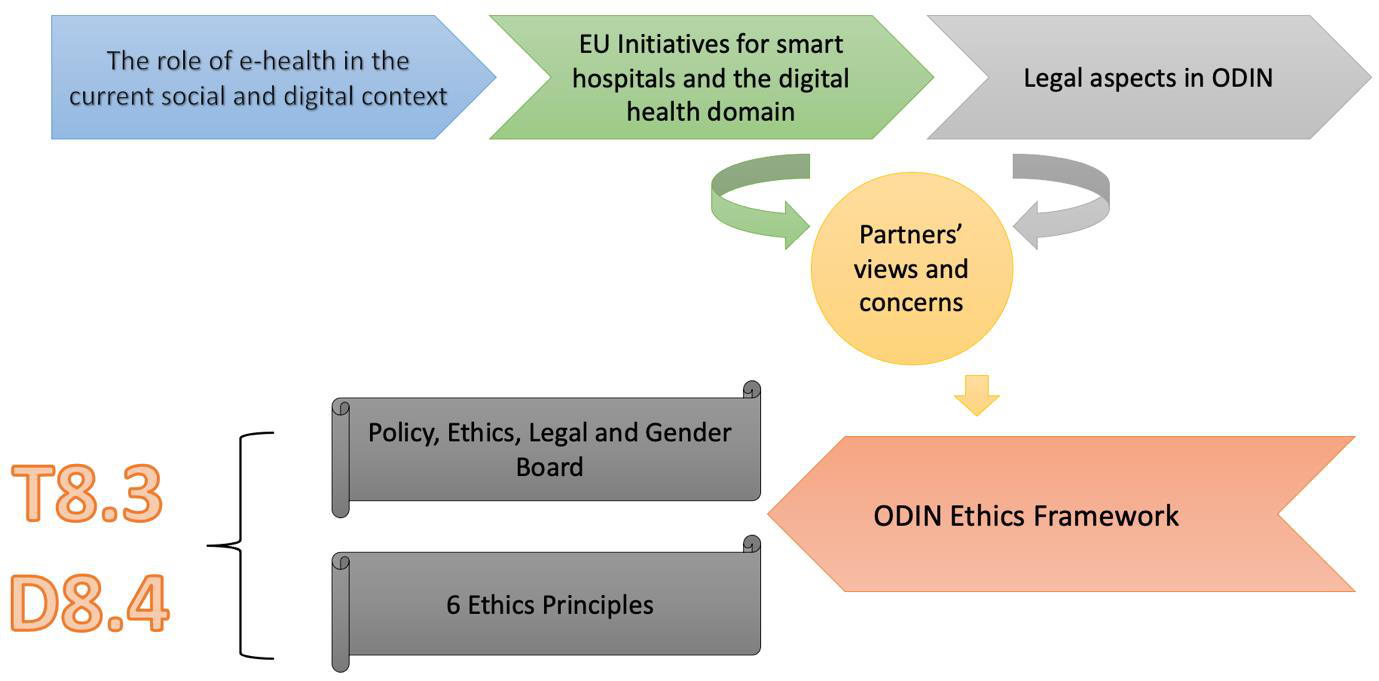 The role of e-health in the
current social and digital context
EU Initiatives for smart
hospitals and the digital
health domain
Legal aspects in ODIN
Partners’
views and
concerns
Policy, Ethics, Legal and Gender
Board
ODIN Ethics Framework
6 Ethics Principles
T8.3
D8.4